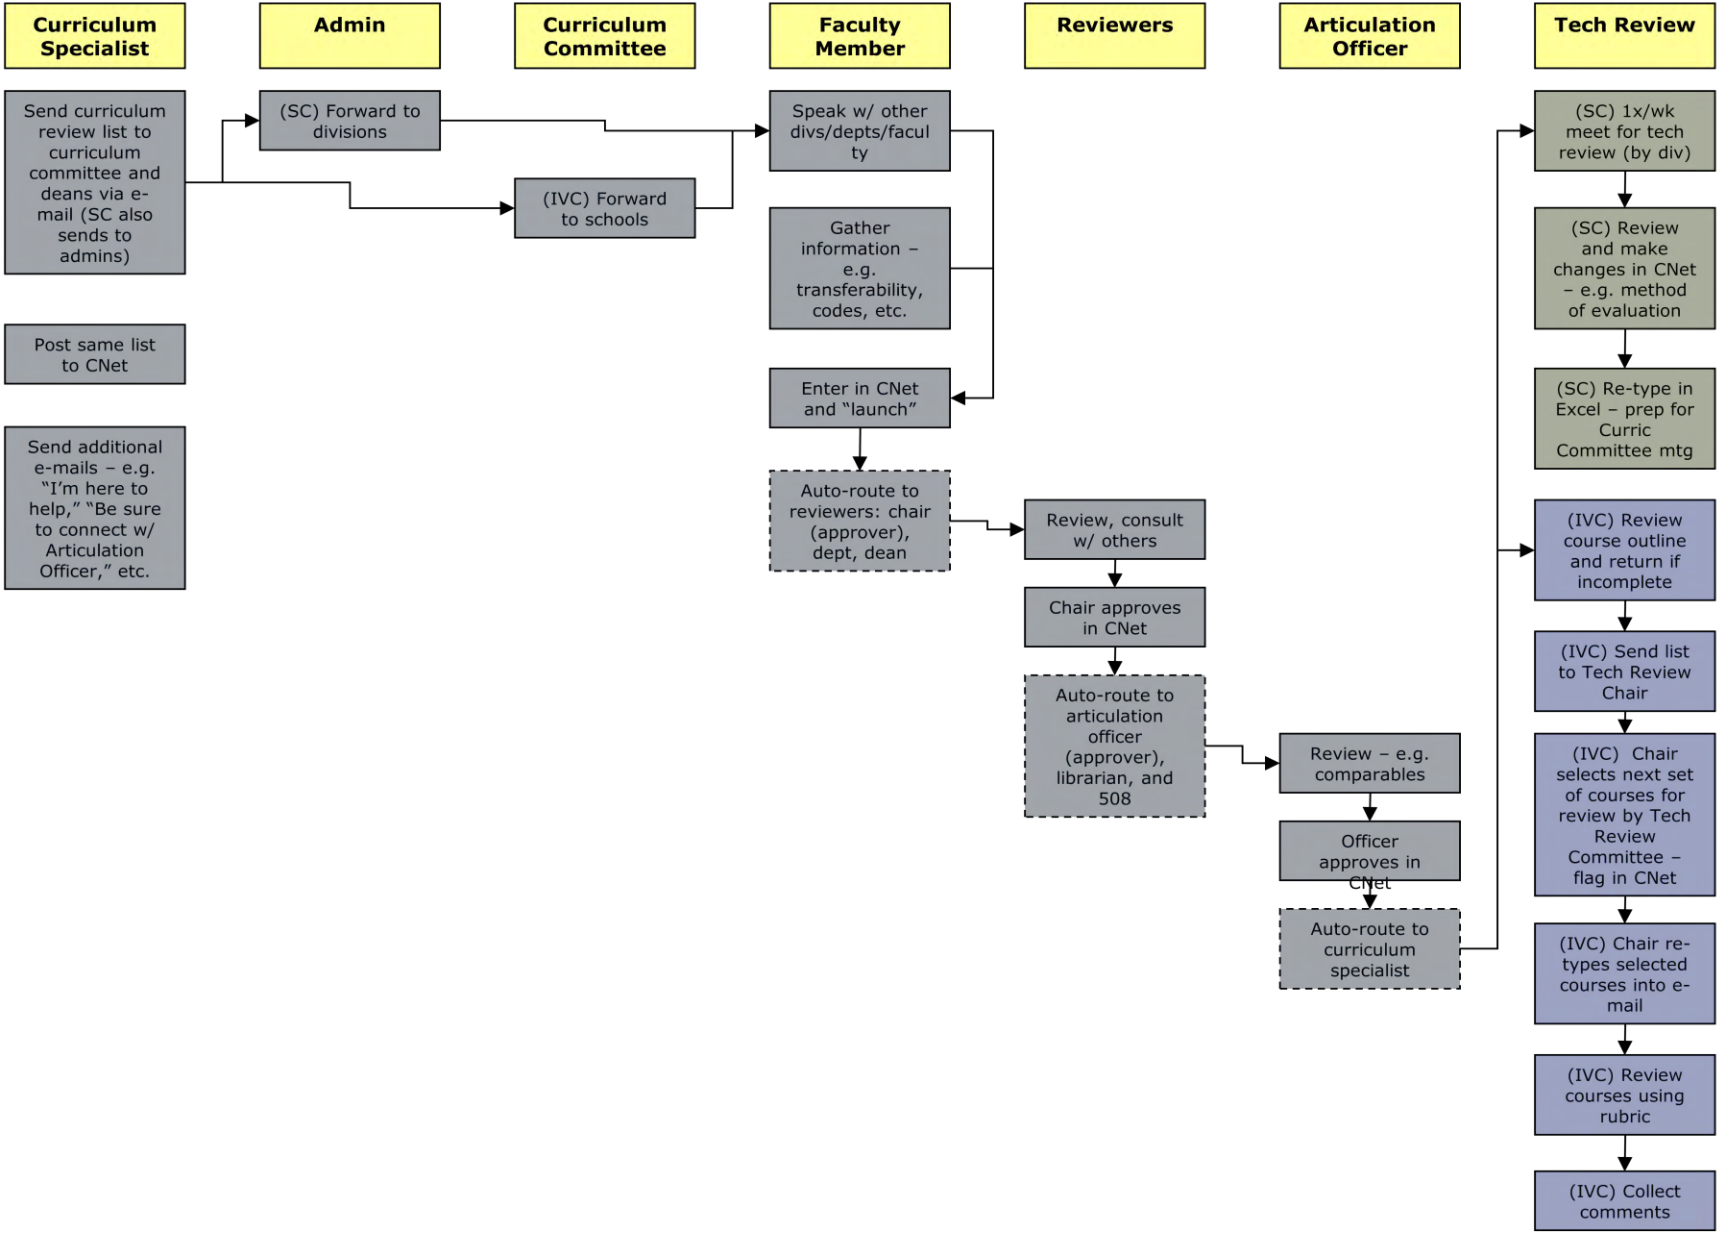 Curriculum
Specialist
Admin
Curriculum
Committee
Faculty
Member
Reviewers
Articulation
Officer
Tech Review
Send curriculum
review list to
curriculum
committee and
deans via e-
mail (SC also
sends to
admins)
Post same list
to CNet
Send additional
e-mails – e.g.
“I’m here to
help,” “Be sure
to connect w/
Articulation
Officer,” etc.
(SC) Forward to
divisions
(IVC) Forward
to schools
Speak w/ other
divs/depts/facul
ty
Gather
information –
e.g.
transferability,
codes, etc.
Enter in CNet
and “launch”
Auto-route to
reviewers: chair
(approver),
dept, dean
Review, consult
w/ others
Chair approves
in CNet
Auto-route to
articulation
officer
(approver),
librarian, and
508
Review – e.g.
comparables
Officer
approves in
CNet
Auto-route to
curriculum
specialist
(SC) 1x/wk
meet for tech
review (by div)
(SC) Review
and make
changes in CNet
– e.g. method
of evaluation
(SC) Re-type in
Excel – prep for
Curric
Committee mtg
(IVC) Review
course outline
and return if
incomplete
(IVC) Send list
to Tech Review
Chair
(IVC) Chair
selects next set
of courses for
review by Tech
Review
Committee –
flag in CNet
(IVC) Chair re-
types selected
courses into e-
mail
(IVC) Review
courses using
rubric
(IVC) Collect
comments